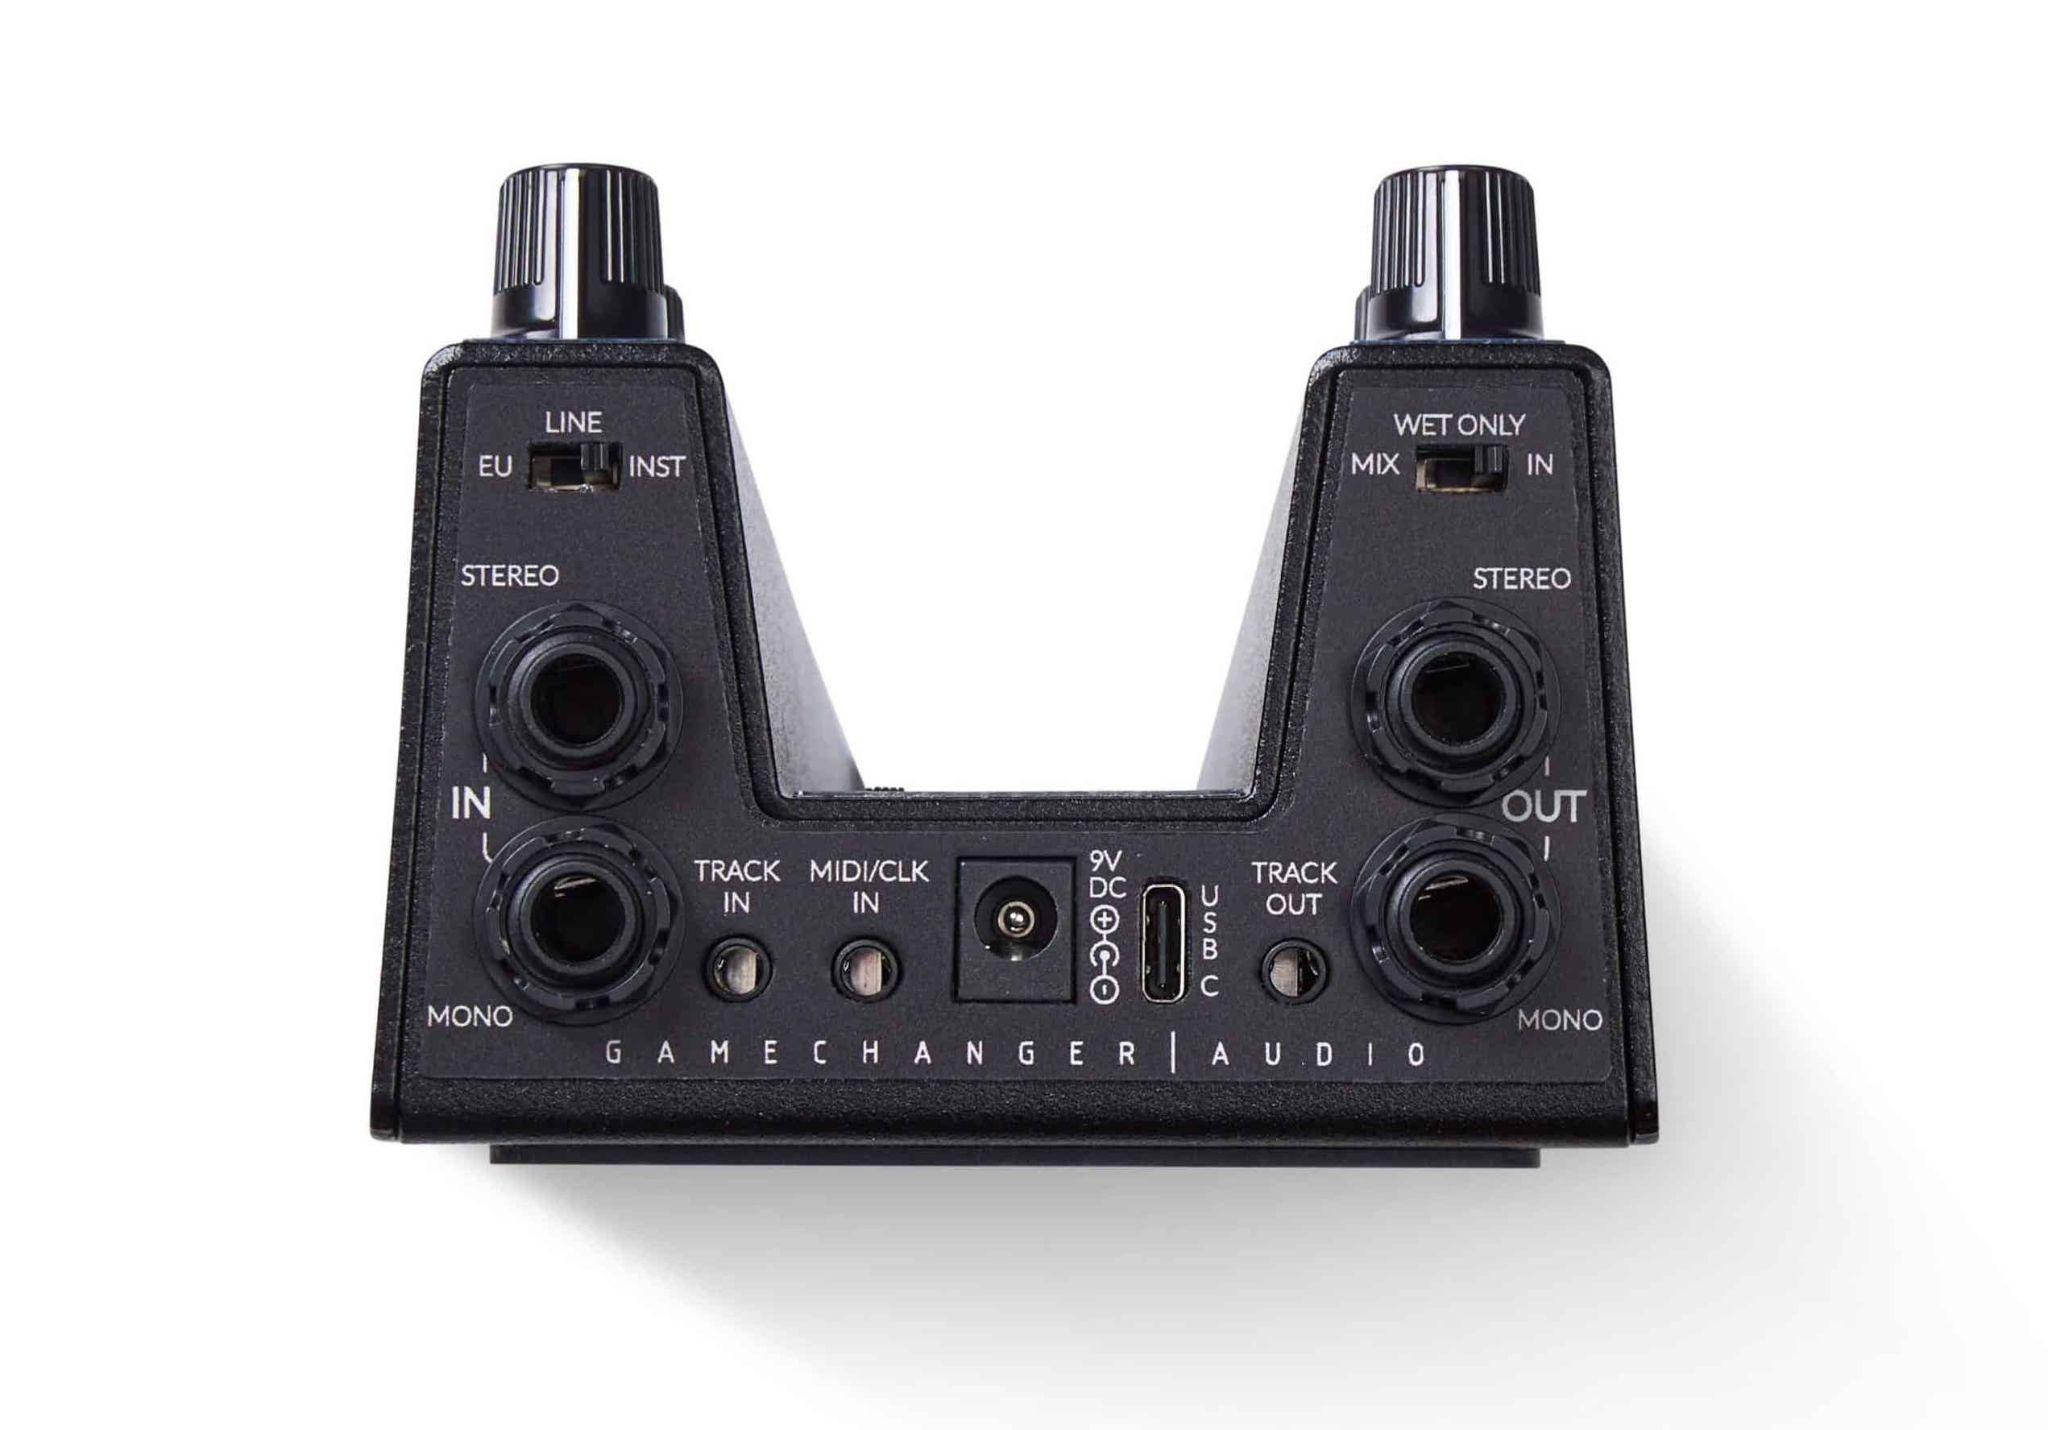 LINE
EU INST
STEREO
IN
MONO
TRACK
IN
MIDI/CLK
IN
9V
DC
USB C
TRACK
OUT
WET ONLY
MIX IN
STEREO
OUT
MONO
GAMECHANGER | AUDIO